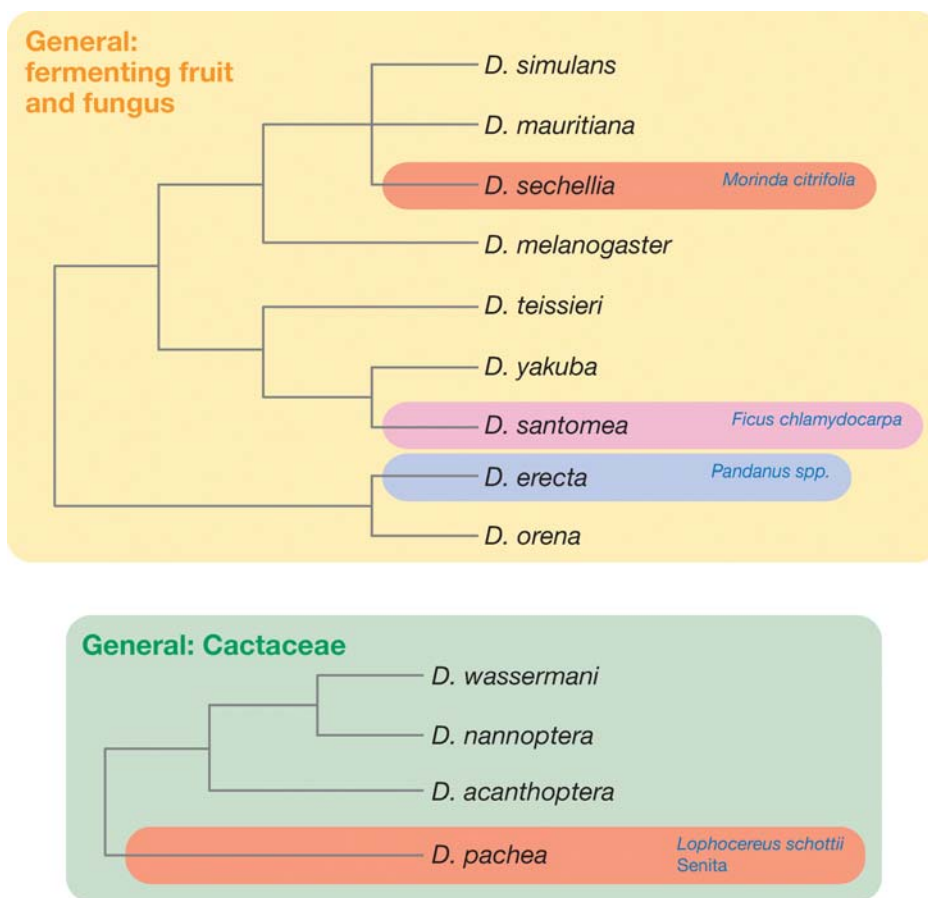 General:
fermenting fruit
and fungus
D. simulans
D. mauritiana
D. sechellia Morinda citrifolia
D. melanogaster
D. teissieri
D. yakuba
D. santomea Ficus chlamydocarpa
D. erecta Pandanus spp.
D. orena
General: Cactaceae
D. wassermani
D. nannoptera
D. acanthoptera
D. pachea Lophocereus schottii
Senita